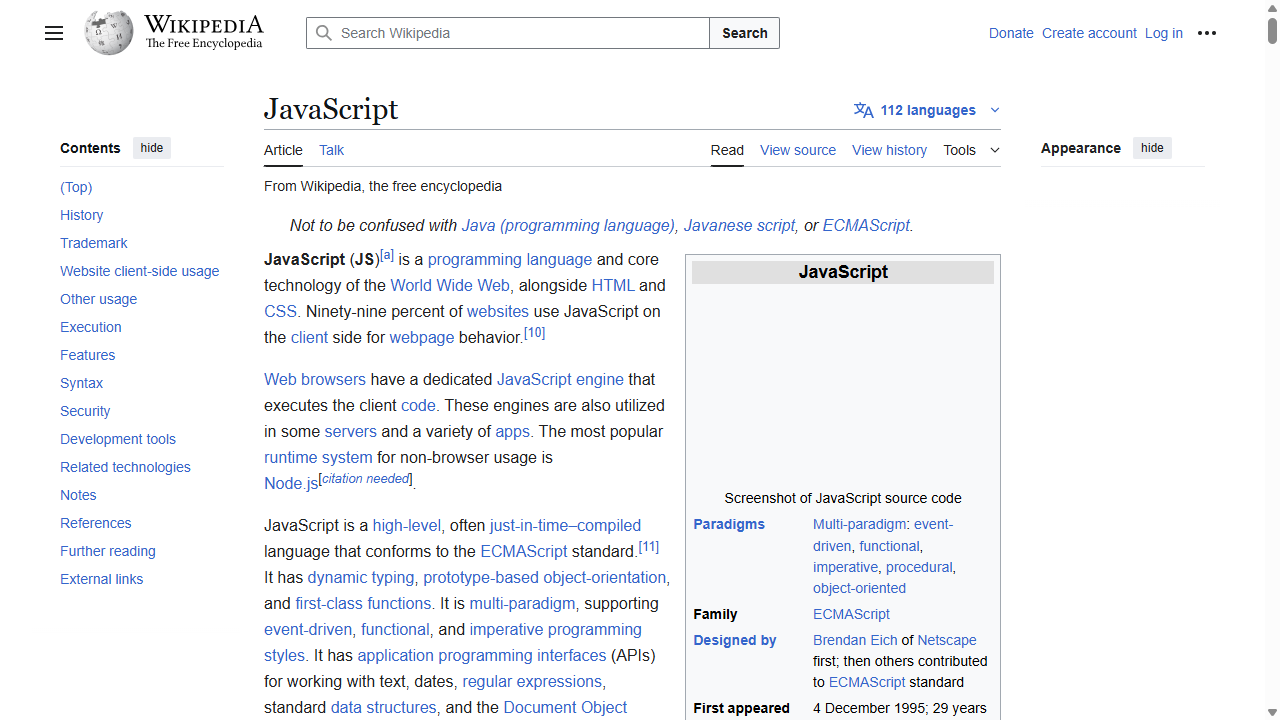 WIKIPEDIA
The Free Encyclopedia
Search Wikipedia
Search
Donate
Create account
Log in
JavaScript
112 languages
Contents
hide
Article
Talk
Read
View source
View history
Tools
Appearance
hide
From Wikipedia, the free encyclopedia
(Top)
History
Trademark
Website client-side usage
Other usage
Execution
Features
Syntax
Security
Development tools
Related technologies
Notes
References
Further reading
External links
Not to be confused with Java (programming language), Javanese script, or ECMAScript.
JavaScript (JS)[a] is a programming language and core
technology of the World Wide Web, alongside HTML and
CSS. Ninety-nine percent of websites use JavaScript on
the client side for webpage behavior.[10]
Web browsers have a dedicated JavaScript engine that
executes the client code. These engines are also utilized
in some servers and a variety of apps. The most popular
runtime system for non-browser usage is
Node.js[citation needed].
JavaScript is a high-level, often just-in-time–compiled
language that conforms to the ECMAScript standard.[11]
It has dynamic typing, prototype-based object-orientation,
and first-class functions. It is multi-paradigm, supporting
event-driven, functional, and imperative programming
styles. It has application programming interfaces (APIs)
for working with text, dates, regular expressions,
standard data structures, and the Document Object
JavaScript
Screenshot of JavaScript source code
Paradigms
Multi-paradigm: event-
driven, functional,
imperative, procedural,
object-oriented
Family
ECMAScript
Designed by
Brendan Eich of Netscape
first; then others contributed
to ECMAScript standard
First appeared
4 December 1995; 29 years